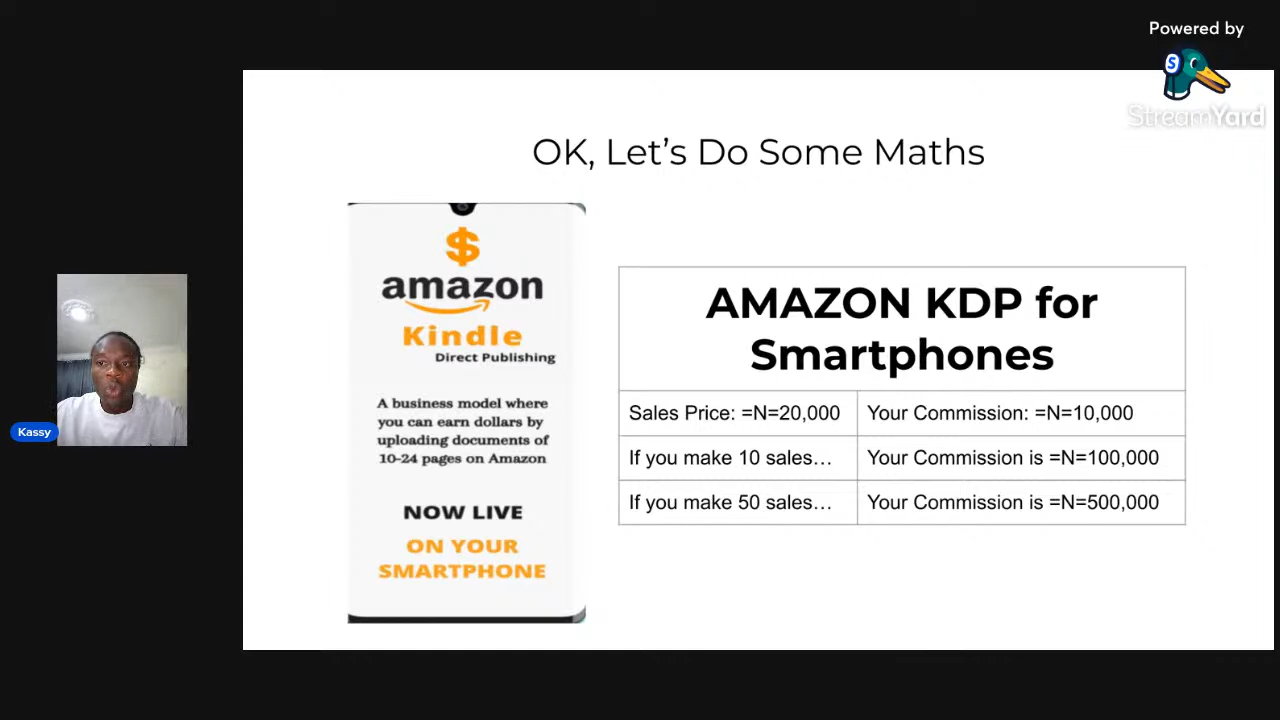 Powered by
S
StreamYard
OK, Let's Do Some Maths
$
amazon
Kindle
Direct Publishing
A business model where
you can earn dollars by
uploading documents of
10-24 pages on Amazon
NOW LIVE
ON YOUR
SMARTPHONE
AMAZON KDP for
Smartphones
Sales Price: =N=20,000 Your Commission: =N=10,000
If you make 10 sales… Your Commission is =N=100,000
If you make 50 sales… Your Commission is =N=500,000
Kassy